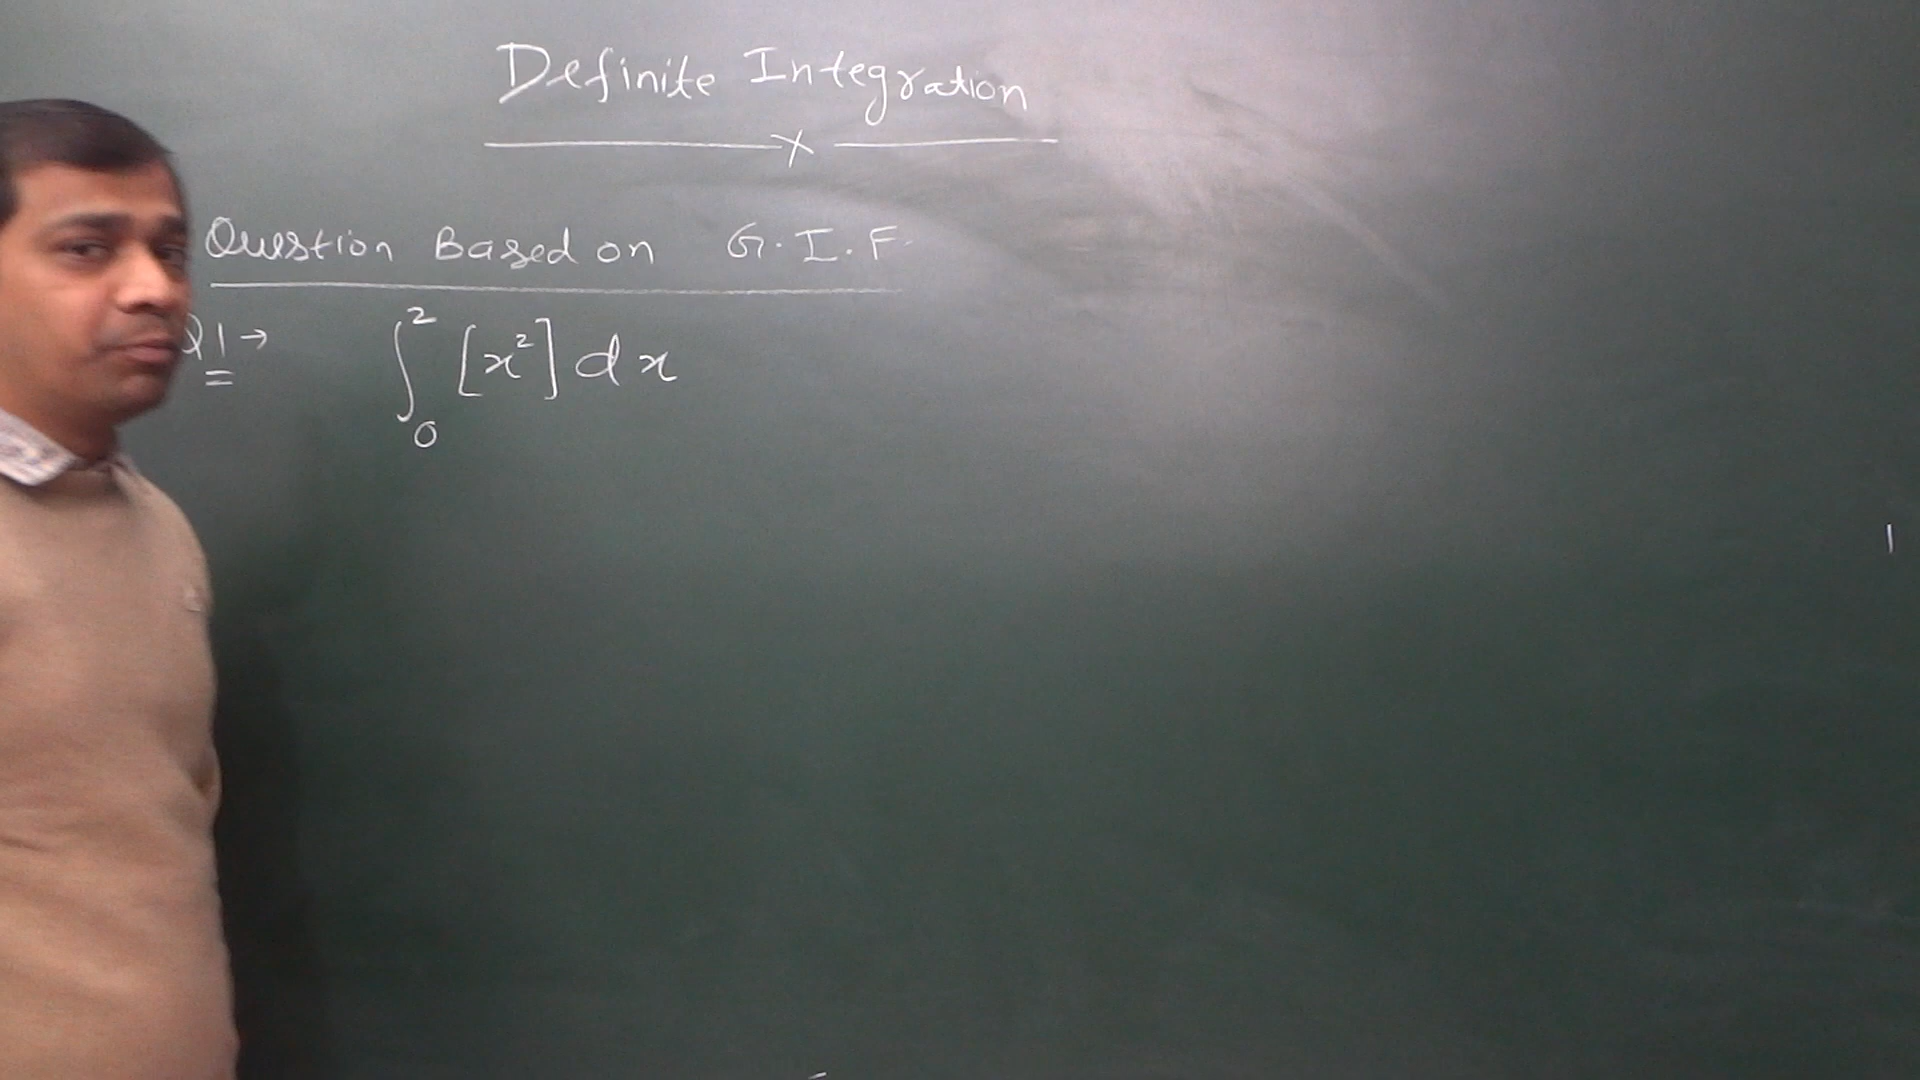 Definite Integration
x
Question Based on G.I.F.
Q1→ ∫₀² [x²] dx